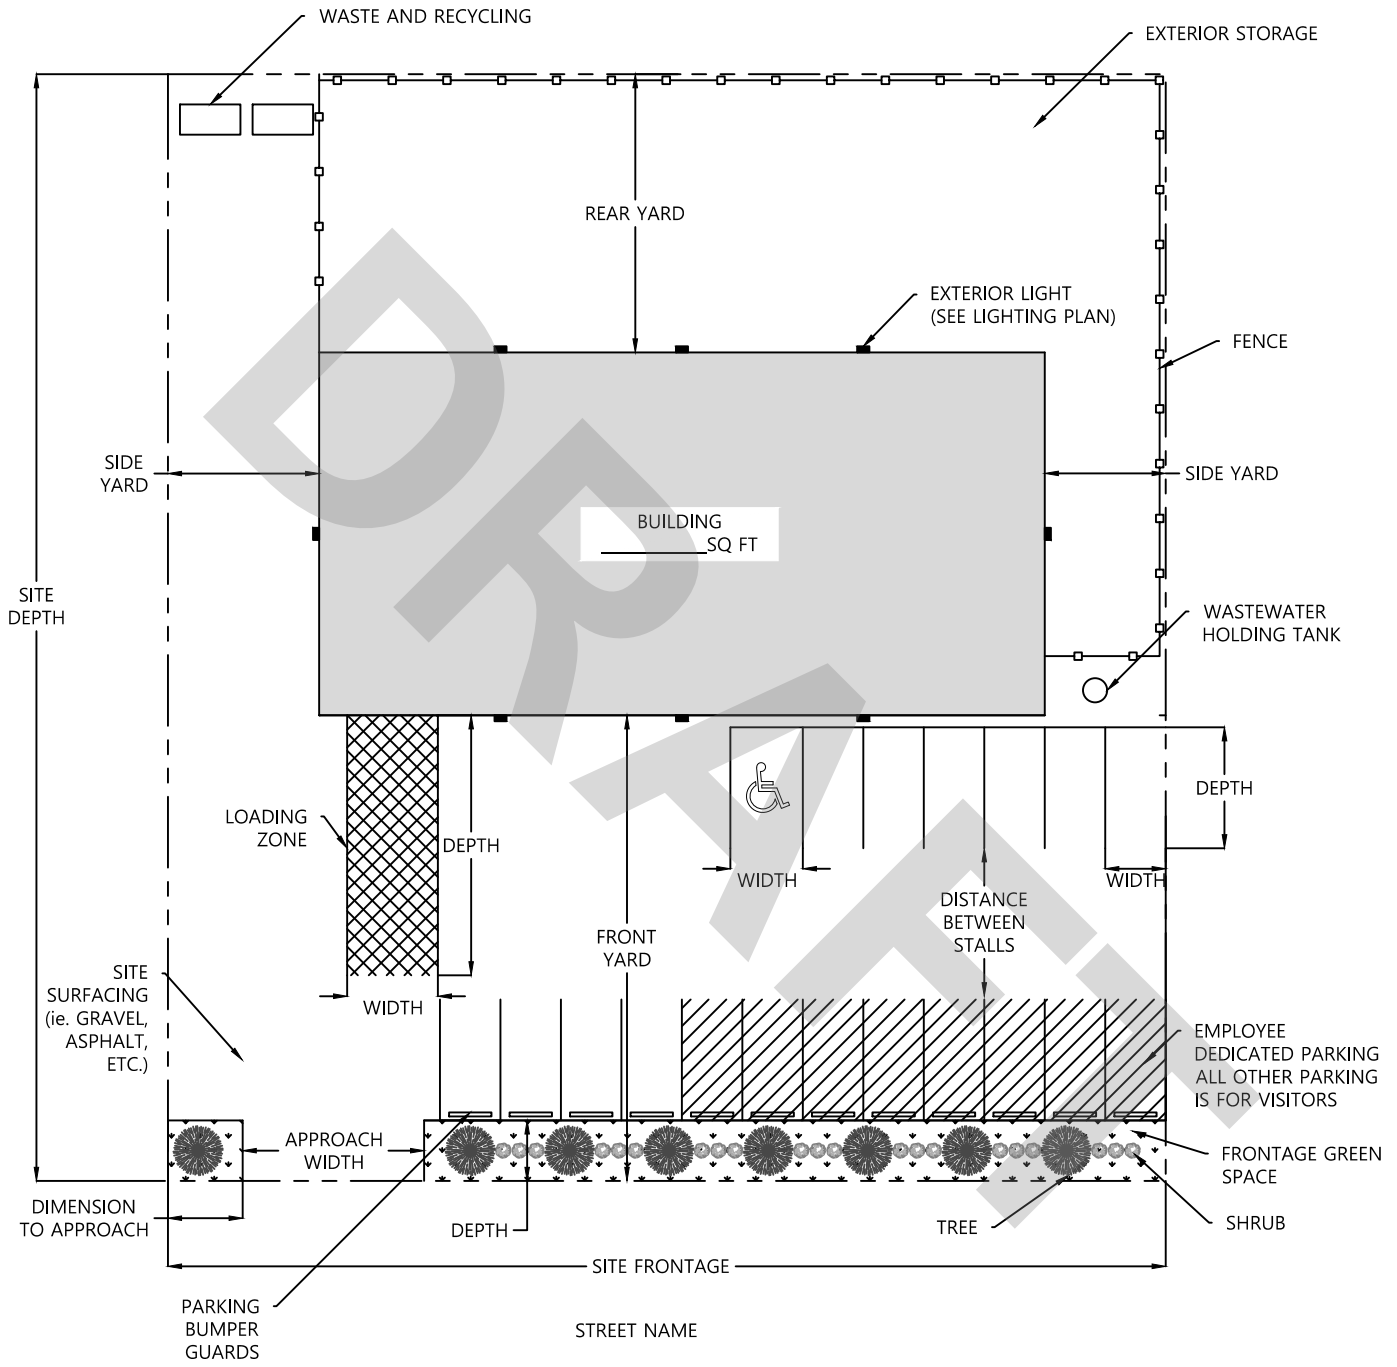 WASTE AND RECYCLING
EXTERIOR STORAGE
REAR YARD
EXTERIOR LIGHT
(SEE LIGHTING PLAN)
FENCE
SIDE
YARD
SIDE YARD
BUILDING
SQ FT
SITE
DEPTH
WASTEWATER
HOLDING TANK
LOADING
ZONE
DEPTH
DEPTH
WIDTH
WIDTH
DISTANCE
BETWEEN
STALLS
FRONT
YARD
SITE
SURFACING
(ie. GRAVEL,
ASPHALT,
ETC.)
WIDTH
EMPLOYEE
DEDICATED PARKING
ALL OTHER PARKING
IS FOR VISITORS
APPROACH
WIDTH
FRONTAGE GREEN
SPACE
DIMENSION
TO APPROACH
DEPTH
TREE
SHRUB
SITE FRONTAGE
PARKING
BUMPER
GUARDS
STREET NAME
DRAFT